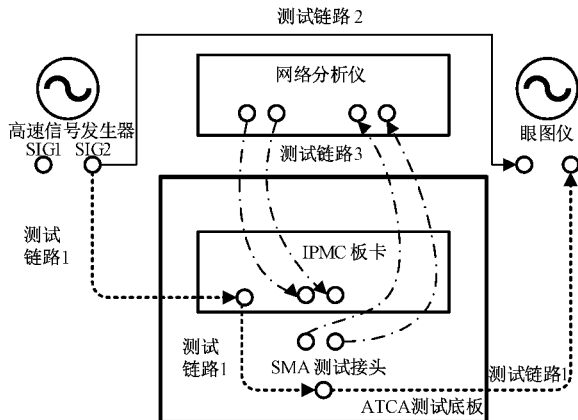 测试链路2
网络分析仪
高速信号发生器
SIG1 SIG2
眼图仪
测试链路3
测试
链路1
IPMC 板卡
测试
链路1
SMA 测试接头
测试链路1
ATCA测试底板